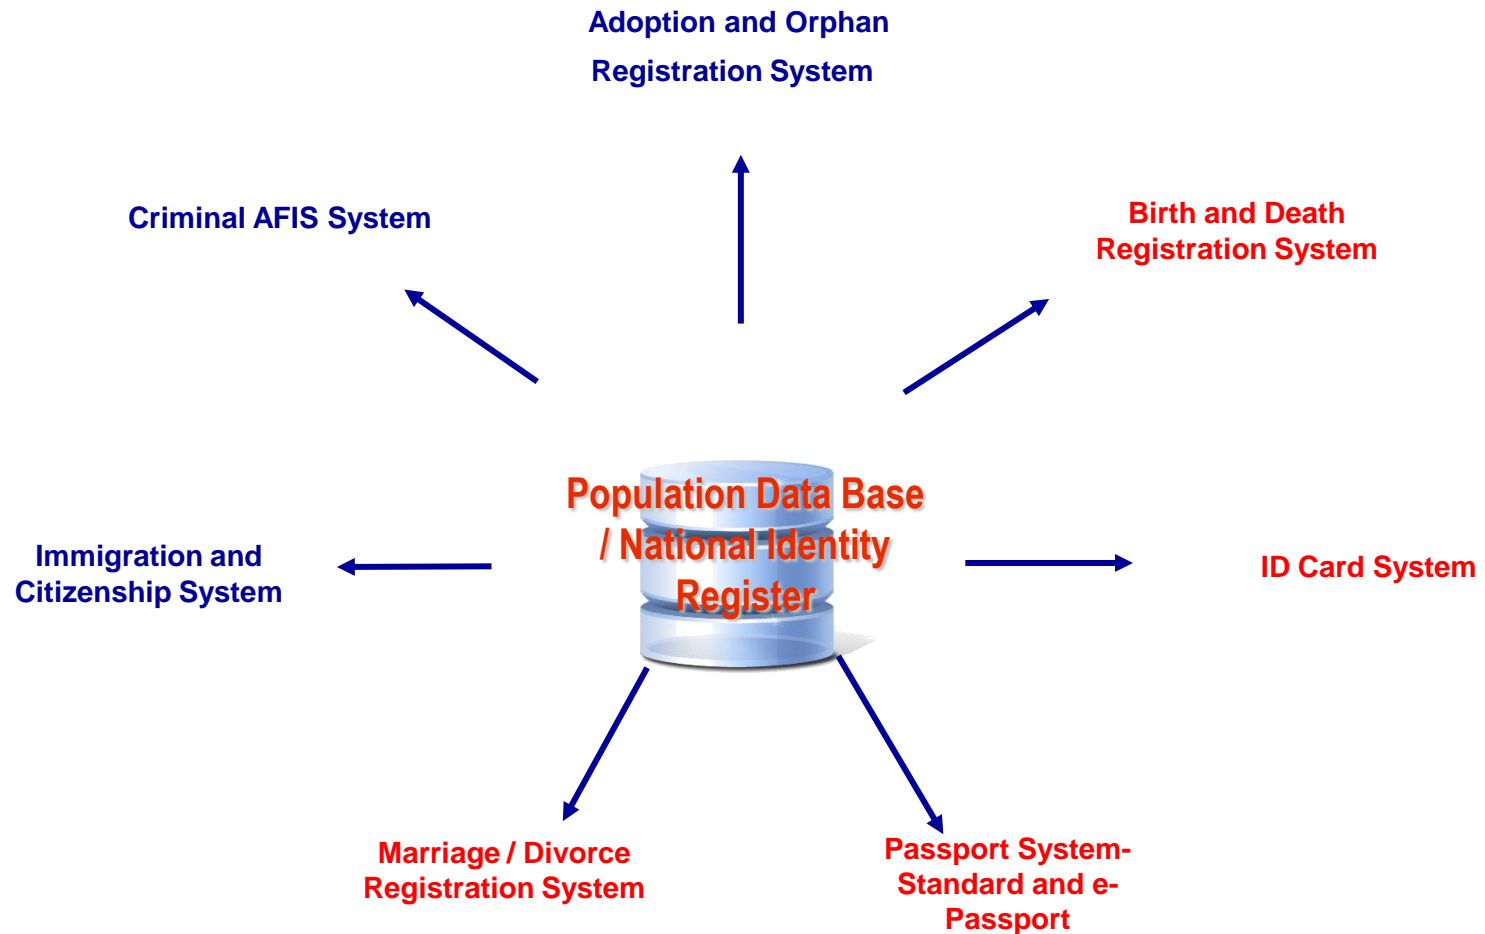 Adoption and Orphan
Registration System
Criminal AFIS System
Birth and Death
Registration System
Population Data Base
/ National Identity
Register
Immigration and
Citizenship System
ID Card System
Marriage / Divorce
Registration System
Passport System-
Standard and e-
Passport